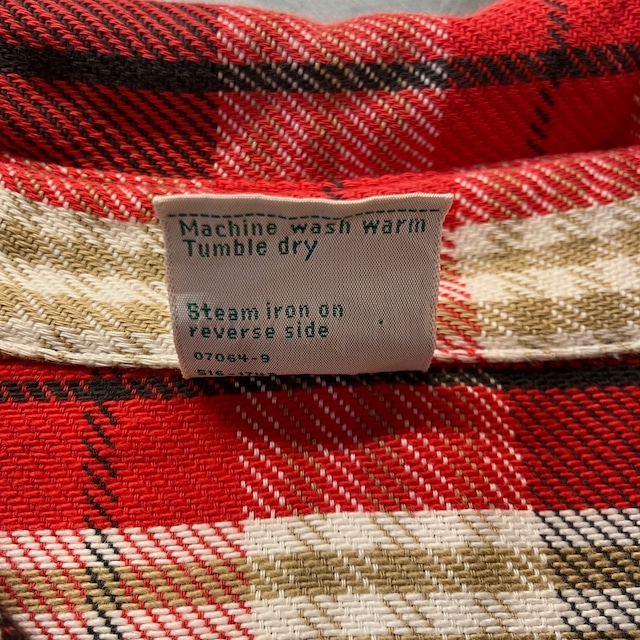 Machine wash warm
Tumble dry
Steam iron on
reverse side
07064-9